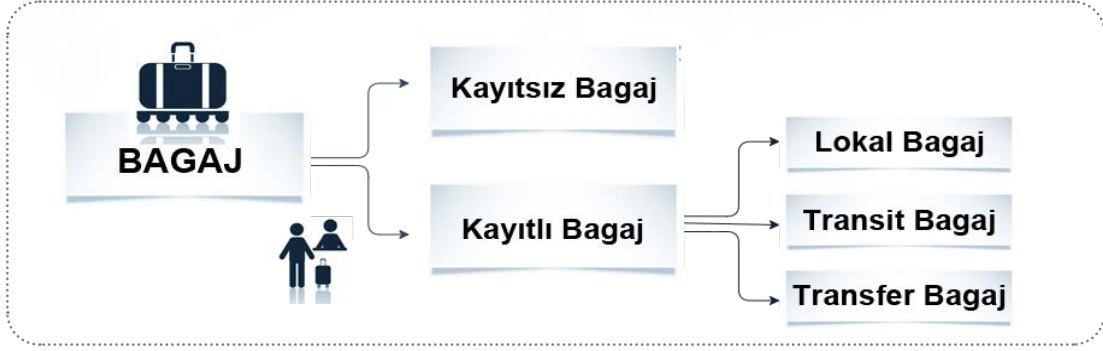 BAGAJ
Kayıtsız Bagaj
Kayıtlı Bagaj
Lokal Bagaj
Transit Bagaj
Transfer Bagaj